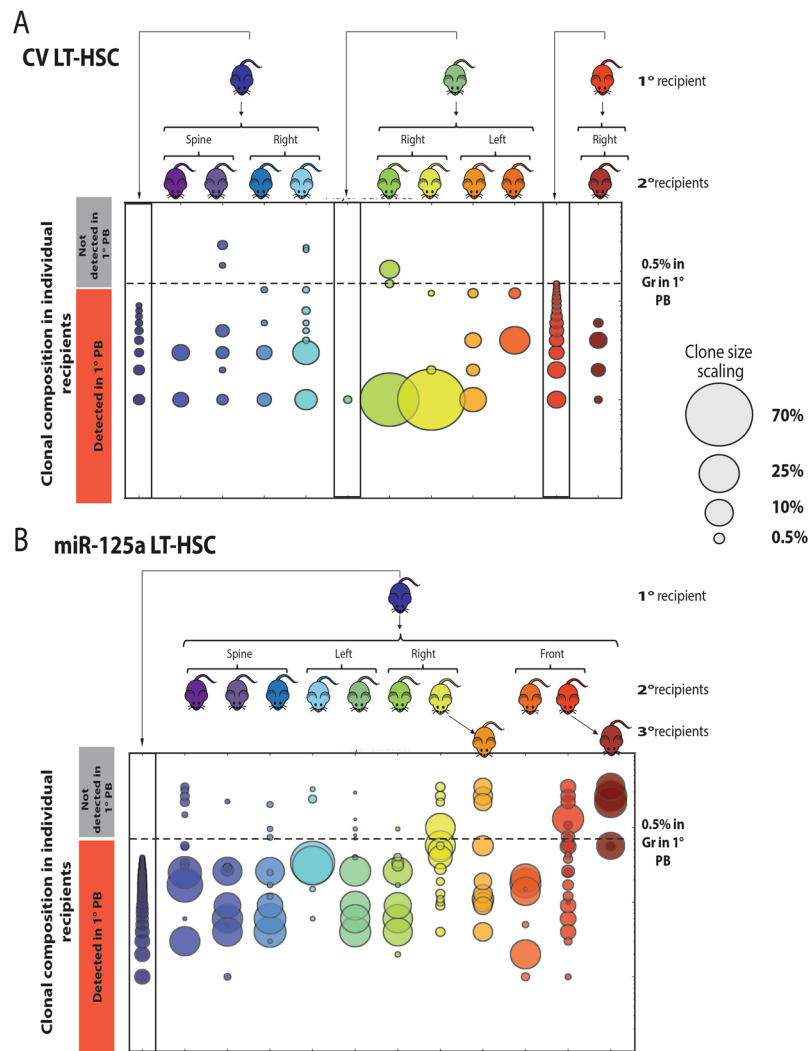 A
CV LT-HSC
1° recipient
Spine
Right
Right
Left
Right
2°recipients
Not
detected in
1° PB
Detected in 1° PB
Clonal composition in individual
recipients
0.5% in
Gr in 1°
PB
Clone size
scaling
70%
25%
10%
0.5%
B
miR-125a LT-HSC
1° recipient
Spine
Left
Right
Front
2°recipients
3°recipients
Not
detected in
1° PB
Detected in 1° PB
Clonal composition in individual
recipients
0.5% in
Gr in 1°
PB